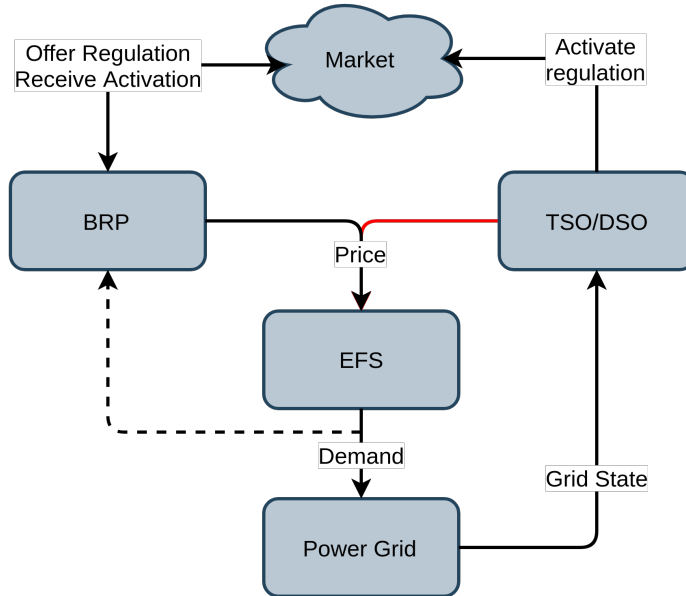 Offer Regulation
Receive Activation
Market
Activate
regulation
BRP
TSO/DSO
Price
EFS
Demand
Grid State
Power Grid